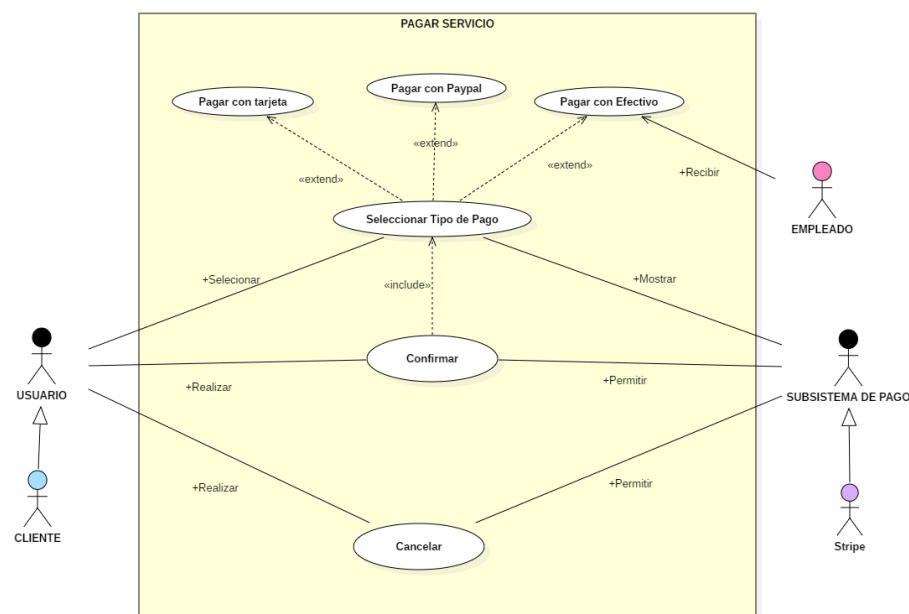 PAGAR SERVICIO
Pagar con tarjeta
Pagar con Paypal
Pagar con Efectivo
«extend»
«extend»
«extend»
+Recibir
EMPLEADO
Seleccionar Tipo de Pago
+Selecionar
«include»
+Mostrar
USUARIO
Confirmar
+Realizar
+Permitir
SUBSISTEMA DE PAGO
+Realizar
+Permitir
CLIENTE
Cancelar
Stripe